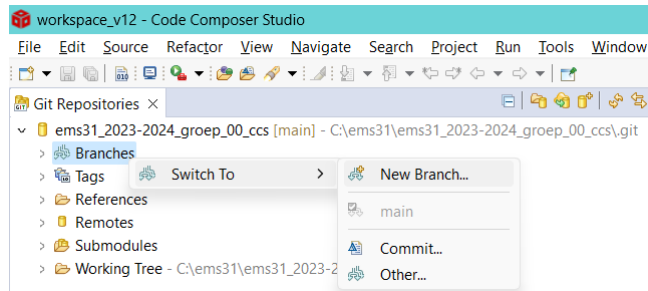 workspace_v12 - Code Composer Studio
File Edit Source Refactor View Navigate Search Project Run Tools Window
Git Repositories
ems31_2023-2024_groep_00_ccs [main] - C:\ems31\ems31_2023-2024_groep_00_ccs\.git
Branches
Switch To
New Branch...
Tags
References
main
Remotes
Submodules
Commit...
Working Tree - C:\ems31\ems31_2023-2
Other...